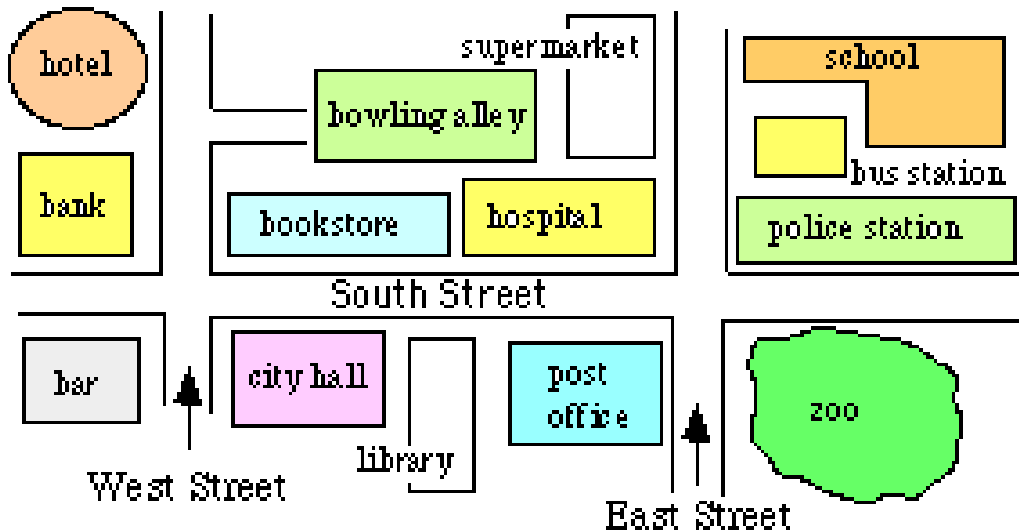 hotel
supermarket
school
bowling alley
bus station
bank
bookstore
hospital
police station
South Street
bar
city hall
post
office
zoo
library
West Street
East Street